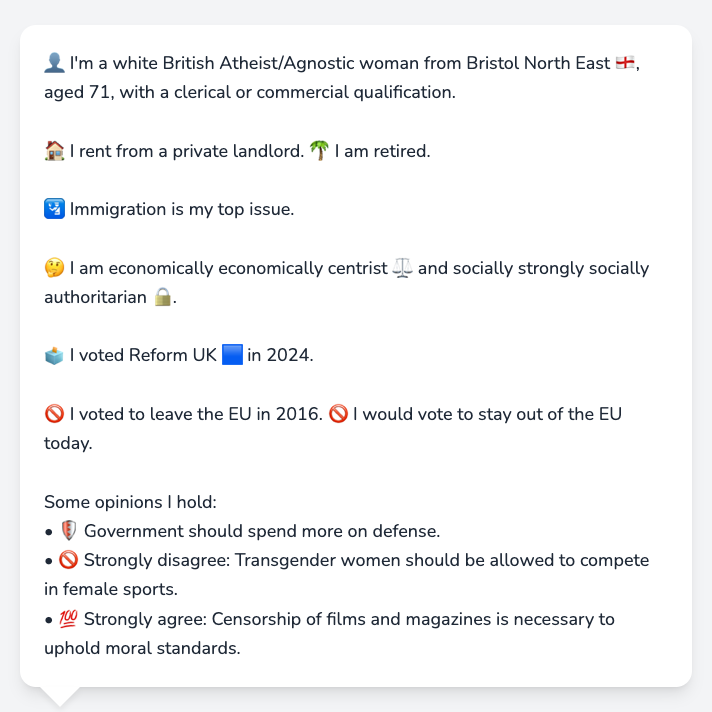 👤 I'm a white British Atheist/Agnostic woman from Bristol North East 🏴󠁧󠁢󠁥󠁮󠁧󠁿,
aged 71, with a clerical or commercial qualification.
🏠 I rent from a private landlord. 🌴 I am retired.
🛂 Immigration is my top issue.
🤔 I am economically economically centrist ⚖️ and socially strongly socially
authoritarian 🔒.
🗳️ I voted Reform UK 🟦 in 2024.
🚫 I voted to leave the EU in 2016. 🚫 I would vote to stay out of the EU
today.
Some opinions I hold:
• 🛡️ Government should spend more on defense.
• 🚫 Strongly disagree: Transgender women should be allowed to compete
in female sports.
• 💯 Strongly agree: Censorship of films and magazines is necessary to
uphold moral standards.